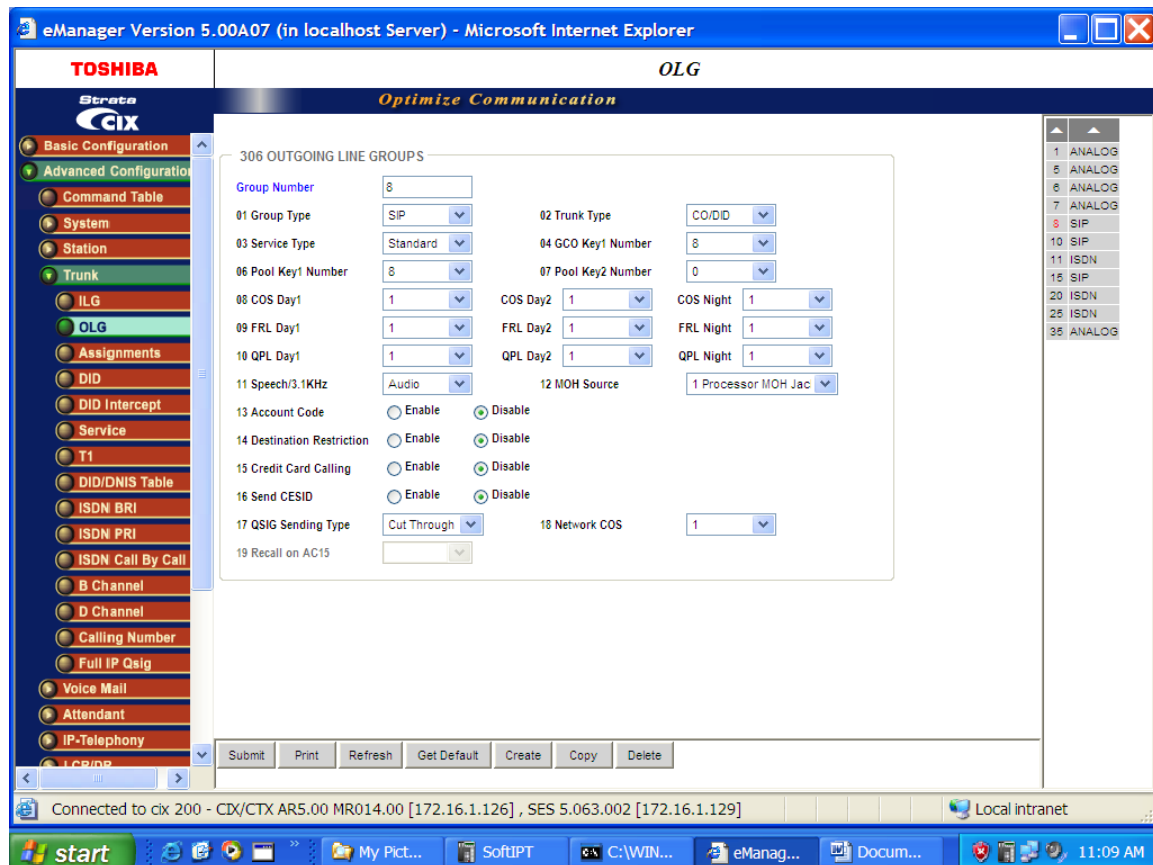 eManager Version 5.00A07 (in localhost Server) - Microsoft Internet Explorer
TOSHIBA
OLG
Strata
CIX
Optimize Communication
Basic Configuration
Advanced Configuratio
Command Table
System
Station
Trunk
ILG
OLG
Assignments
DID
DID Intercept
Service
T1
DID/DNIS Table
ISDN BRI
ISDN PRI
ISDN Call By Call
B Channel
D Channel
Calling Number
Full IP Qsig
Voice Mail
Attendant
IP-Telephony
LCR/DR
306 OUTGOING LINE GROUPS
Group Number 8
01 Group Type SIP 02 Trunk Type CO/DID
03 Service Type Standard 04 GCO Key1 Number 8
06 Pool Key1 Number 8 07 Pool Key2 Number 0
08 COS Day1 1 COS Day2 1 COS Night 1
09 FRL Day1 1 FRL Day2 1 FRL Night 1
10 QPL Day1 1 QPL Day2 1 QPL Night 1
11 Speech/3.1KHz Audio 12 MOH Source 1 Processor MOH Jac
13 Account Code Enable Disable
14 Destination Restriction Enable Disable
15 Credit Card Calling Enable Disable
16 Send CESID Enable Disable
17 QSIG Sending Type Cut Through 18 Network COS 1
19 Recall on AC15
1 ANALOG
5 ANALOG
6 ANALOG
7 ANALOG
8 SIP
10 SIP
11 ISDN
15 SIP
20 ISDN
25 ISDN
35 ANALOG
Submit Print Refresh Get Default Create Copy Delete
Connected to cix 200 - CIX/CTX AR5.00 MR014.00 [172.16.1.126] , SES 5.063.002 [172.16.1.129] Local intranet
start My Pict... SoftIPT C:\WIN... eManag... Docum... 11:09 AM